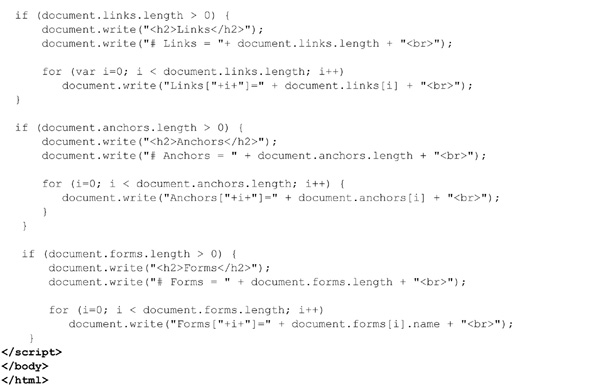 if (document.links.length > 0) {
document.write("<h2>Links</h2>");
document.write("# Links = "+ document.links.length + "<br>");
for (var i=0; i < document.links.length; i++)
document.write("Links["+i+"]=" + document.links[i] + "<br>");
}
if (document.anchors.length > 0) {
document.write("<h2>Anchors</h2>");
document.write("# Anchors = " + document.anchors.length + "<br>");
for (i=0; i < document.anchors.length; i++) {
document.write("Anchors["+i+"]=" + document.anchors[i] + "<br>");
}
}
if (document.forms.length > 0) {
document.write("<h2>Forms</h2>");
document.write("# Forms = " + document.forms.length + "<br>");
for (i=0; i < document.forms.length; i++)
document.write("Forms["+i+"]=" + document.forms[i].name + "<br>");
}
</script>
</body>
</html>